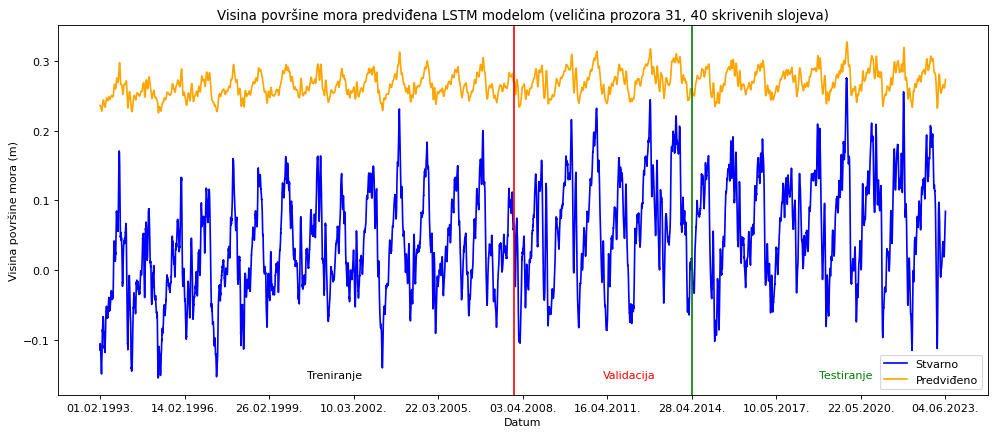 Visina površine mora predviđena LSTM modelom (veličina prozora 31, 40 skrivenih slojeva)
Visina površine mora (m)
0.3
0.2
0.1
0.0
−0.1
Treniranje
Validacija
Testiranje
Stvarno
Predviđeno
01.02.1993. 14.02.1996. 26.02.1999. 10.03.2002. 22.03.2005. 03.04.2008. 16.04.2011. 28.04.2014. 10.05.2017. 22.05.2020. 04.06.2023.
Datum